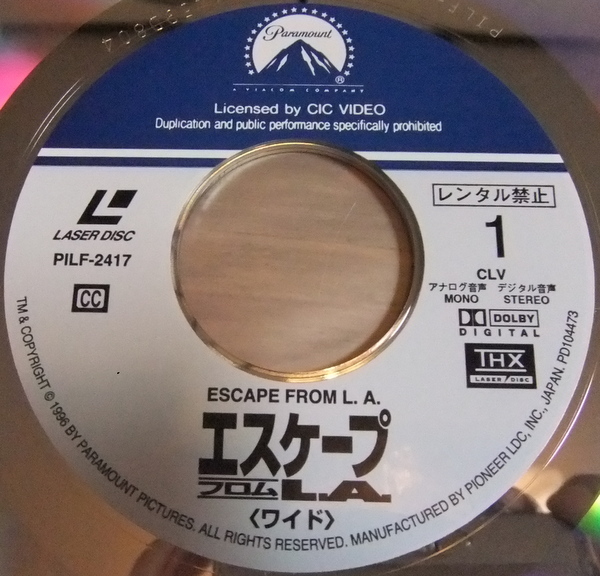 Paramount
®
A VIACOM COMPANY
Licensed by CIC VIDEO
Duplication and public performance specifically prohibited
LASER DISC
PILF-2417
CC
レンタル禁止
1
CLV
アナログ音声 デジタル音声
MONO STEREO
DOLBY
DIGITAL
THX
LASER DISC
ESCAPE FROM L. A.
エスケープ
フロム L.A.
〈ワイド〉
TM & COPYRIGHT © 1996 BY PARAMOUNT PICTURES. ALL RIGHTS RESERVED. MANUFACTURED BY PIONEER LDC, INC., JAPAN. PD104473